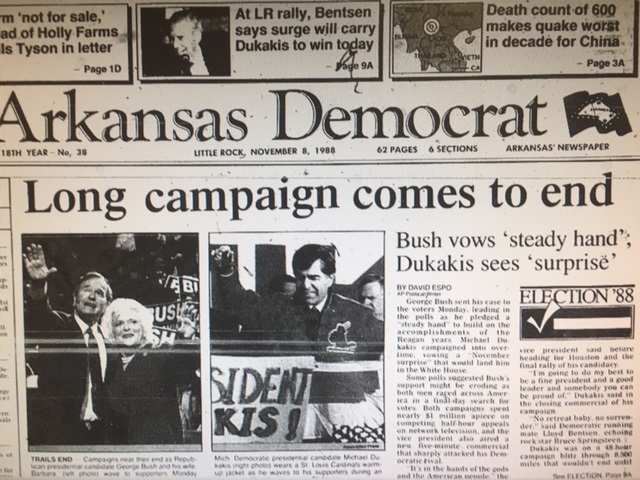 m 'not for sale,'
ad of Holly Farms
ls Tyson in letter
– Page 1D
At LR rally, Bentsen
says surge will carry
Dukakis to win today
– Page 9A
Death count of 600
makes quake worst
in decade for China
– Page 3A
Arkansas Democrat
18TH YEAR – No. 38
LITTLE ROCK, NOVEMBER 8, 1988
62 PAGES 6 SECTIONS
ARKANSAS' NEWSPAPER
Long campaign comes to end
BUSH
SIDENT
KIS!
TRAILS END – Campaigns near their end as Republican presidential candidate George Bush and his wife
Barbara (left photo) wave to supporters Monday
Mich. Democratic presidential candidate Michael Du-
kakis (right photo) wears a St. Louis Cardinals warm-
up jacket as he waves to his supporters during an
Bush vows 'steady hand';
Dukakis sees 'surprise'
BY DAVID ESPO
AP Political Writer
George Bush sent his case to
the voters Monday, leading in
the polls as he pledged a
"steady hand" to build on the
accomplishments of the
Reagan years. Michael Du-
kakis campaigned into over-
time, vowing a "November
surprise" that would land him
in the White House.
Some polls suggested Bush's
support might be eroding as
both men raced across Amer-
ica in a final-day search for
votes. Both campaigns spent
nearly $1 million apiece on
competing half-hour appeals
on network television, and the
vice president also aired a
new five-minute commercial
that sharply attacked his Dem-
ocratic rival.
"It's in the hands of the gods
and the American people," the
ELECTION '88
vice president said before
heading for Houston and the
final rally of his candidacy.
"I'm going to do my best to
be a fine president and a good
leader and somebody you can
be proud of," Dukakis said in
the closing commercial of his
campaign.
"No retreat baby, no surren-
der," said Democratic running
mate Lloyd Bentsen, echoing
rock star Bruce Springsteen.
Dukakis was on a 48-hour
campaign blitz through 8,500
miles that wouldn't end until
See ELECTION, Page 8A